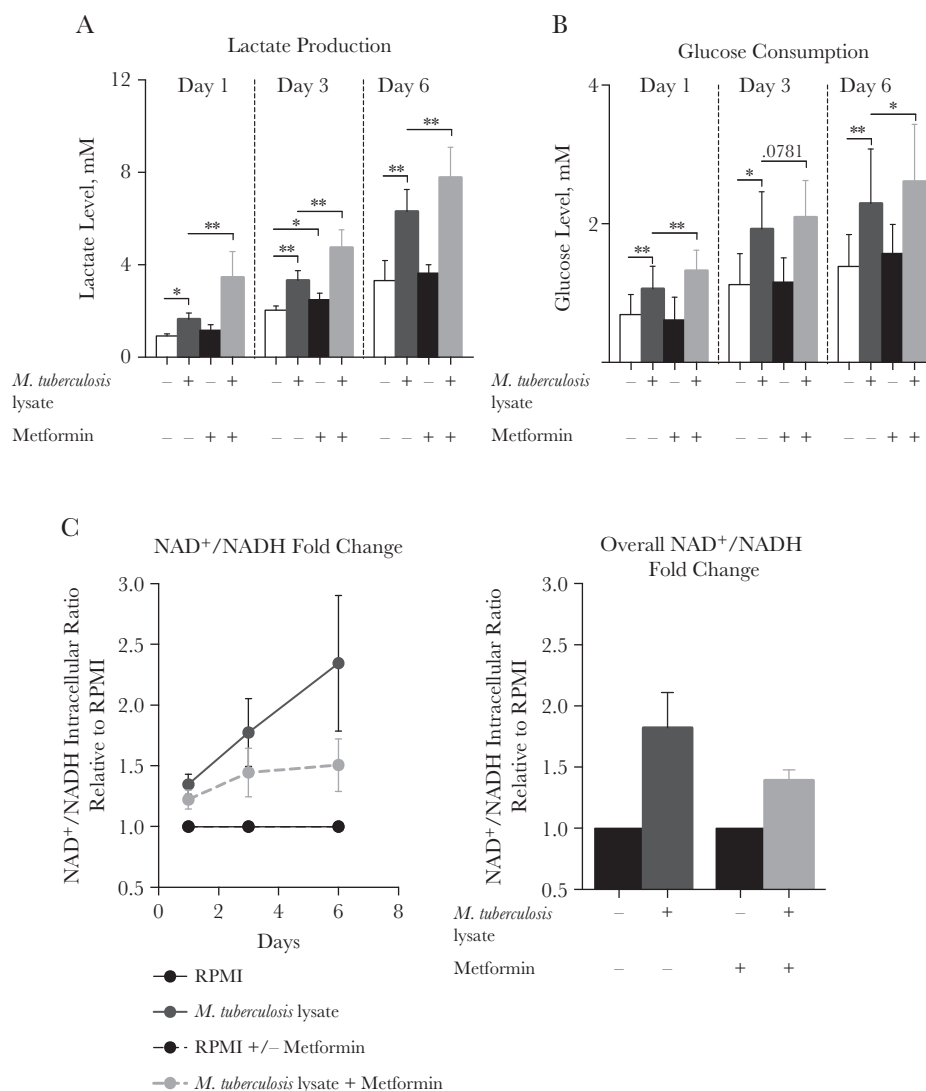 A
Lactate Production
Day 1 Day 3 Day 6
12
8
4
0
Lactate Level, mM
*
**
**
*
**
**
**
M. tuberculosis
lysate
– + – + – + – + – + – +
Metformin
– – + + – – + + – – + +
B
Glucose Consumption
Day 1 Day 3 Day 6
4
2
Glucose Level, mM
**
**
*
.0781
**
*
M. tuberculosis
lysate
– + – + – + – + – + – +
Metformin
– – + + – – + + – – + +
C
NAD+/NADH Fold Change
3.0
2.5
2.0
1.5
1.0
0.5
NAD+/NADH Intracellular Ratio
Relative to RPMI
0 2 4 6 8
Days
RPMI
M. tuberculosis lysate
RPMI +/– Metformin
M. tuberculosis lysate + Metformin
Overall NAD+/NADH
Fold Change
3.0
2.5
2.0
1.5
1.0
0.5
NAD+/NADH Intracellular Ratio
Relative to RPMI
M. tuberculosis
lysate
– + – +
Metformin
– – + +